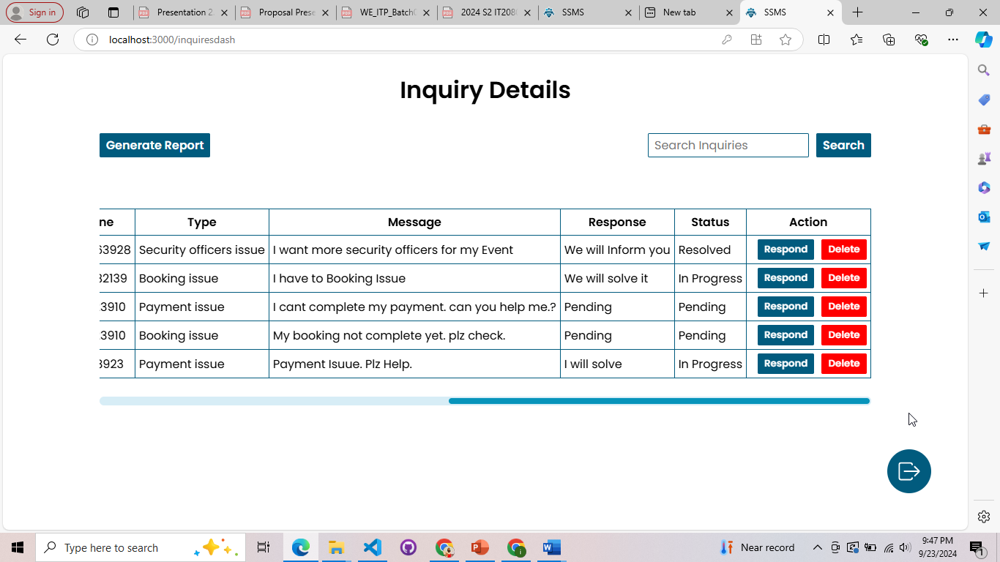 Sign in
Presentation 2.
Proposal Prese
WE_ITP_Batch
2024 S2 IT208
SSMS
New tab
SSMS
localhost:3000/inquiresdash
Inquiry Details
Generate Report
Search Inquiries
Search
ne Type Message Response Status Action
63928 Security officers issue I want more security officers for my Event We will Inform you Resolved Respond Delete
32139 Booking issue I have to Booking Issue We will solve it In Progress Respond Delete
3910 Payment issue I cant complete my payment. can you help me.? Pending Pending Respond Delete
3910 Booking issue My booking not complete yet. plz check. Pending Pending Respond Delete
3923 Payment issue Payment Isuue. Plz Help. I will solve In Progress Respond Delete
Type here to search
Near record
9:47 PM
9/23/2024
1